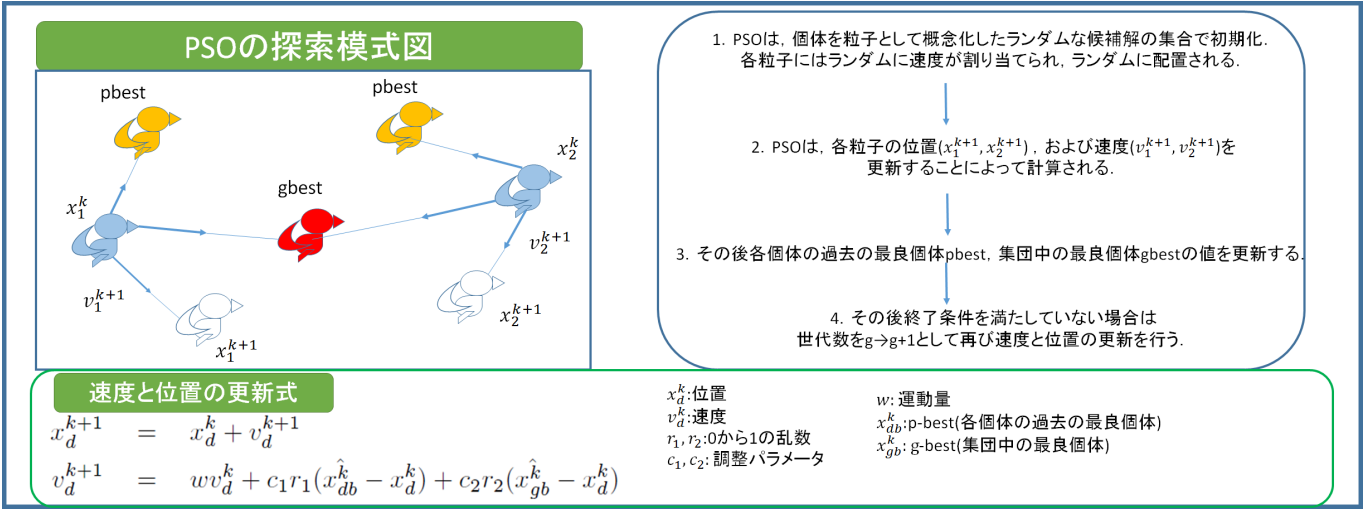 PSOの探索模式図
pbest
pbest
$x_2^k$
gbest
$x_1^k$
$v_2^{k+1}$
$v_1^{k+1}$
$x_2^{k+1}$
$x_1^{k+1}$
1. PSOは, 個体を粒子として概念化したランダムな候補解の集合で初期化.
各粒子にはランダムに速度が割り当てられ, ランダムに配置される.
2. PSOは, 各粒子の位置($x_1^{k+1}, x_2^{k+1}$) , および速度($v_1^{k+1}, v_2^{k+1}$)を
更新することによって計算される.
3. その後各個体の過去の最良個体pbest, 集団中の最良個体gbestの値を更新する.
4. その後終了条件を満たしていない場合は
世代数をg→g+1として再び速度と位置の更新を行う.
速度と位置の更新式
$x_d^{k+1} = x_d^k + v_d^{k+1}$
$v_d^{k+1} = wv_d^k + c_1r_1(\hat{x_{db}^k} - x_d^k) + c_2r_2(\hat{x_{gb}^k} - x_d^k)$
$x_d^k$:位置
$v_d^k$:速度
$r_1, r_2$:0から1の乱数
$c_1, c_2$: 調整パラメータ
$w$: 運動量
$x_{db}^k$:p-best(各個体の過去の最良個体)
$x_{gb}^k$: g-best(集団中の最良個体)